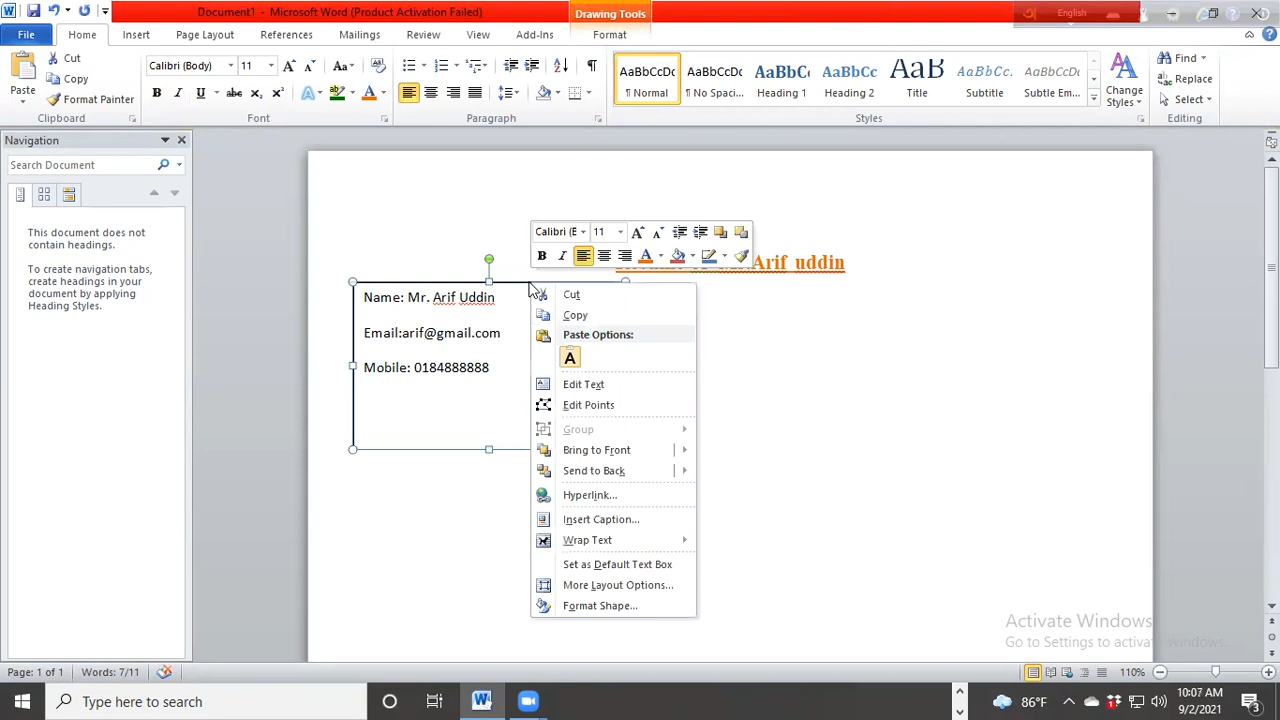 Document1 - Microsoft Word (Product Activation Failed)
Drawing Tools
English
File
Home
Insert
Page Layout
References
Mailings
Review
View
Add-Ins
Format
Paste
Cut
Copy
Format Painter
Clipboard
Calibri (Body)
11
Font
Paragraph
AaBbCcDc
¶ Normal
AaBbCcDc
¶ No Spaci...
AaBbC
Heading 1
AaBbCc
Heading 2
AaB
Title
AaBbCc
Subtitle
AaBbCcDc
Subtle Em...
Change
Styles
Styles
Find
Replace
Select
Editing
Navigation
Search Document
This document does not
contain headings.
To create navigation tabs,
create headings in your
document by applying
Heading Styles.
Calibri (E
11
Arif uddin
Name: Mr. Arif Uddin
Email:arif@gmail.com
Mobile: 0184888888
Cut
Copy
Paste Options:
Edit Text
Edit Points
Group
Bring to Front
Send to Back
Hyperlink...
Insert Caption...
Wrap Text
Set as Default Text Box
More Layout Options...
Format Shape...
Activate Windows
Go to Settings to activate Windows.
Page: 1 of 1
Words: 7/11
110%
Type here to search
86°F
10:07 AM
9/2/2021
3